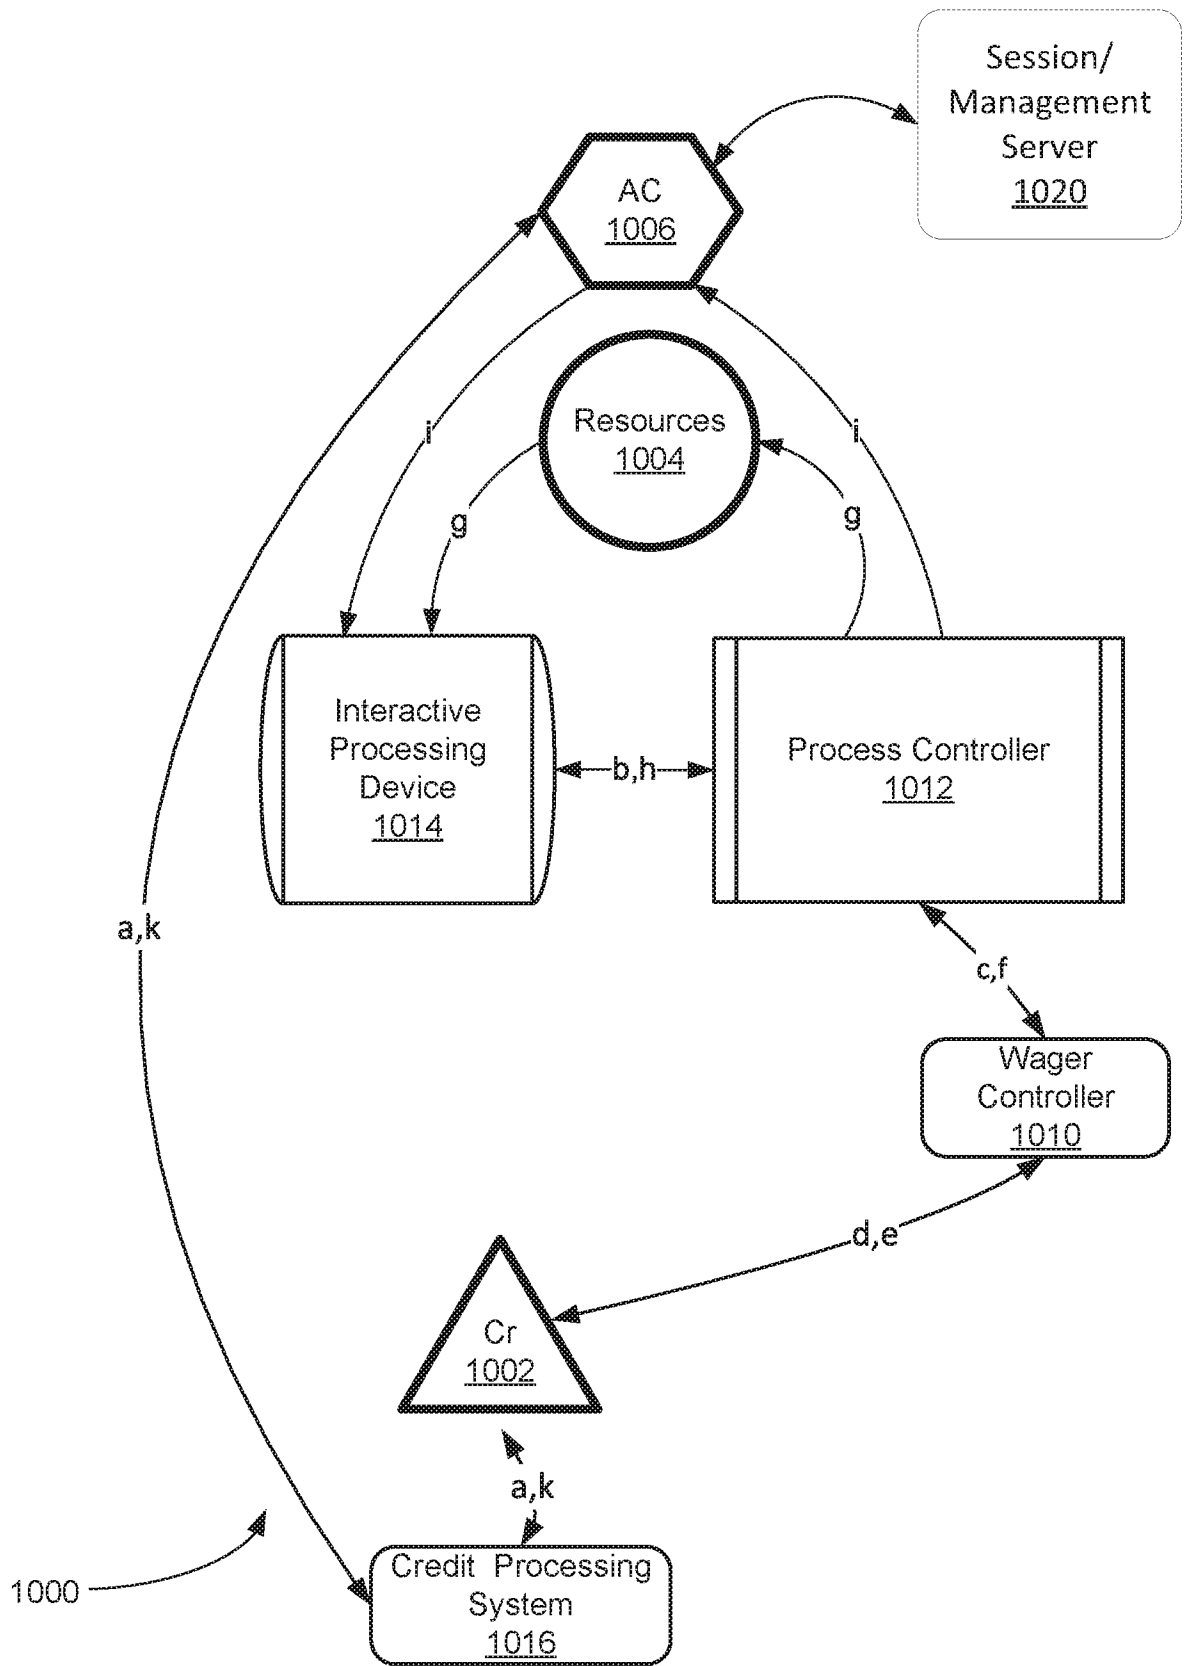 Session/
Management
Server
1020
AC
1006
Resources
1004
i
i
g
g
Interactive
Processing
Device
1014
b,h
Process Controller
1012
a,k
c,f
Wager
Controller
1010
d,e
Cr
1002
a,k
Credit Processing
System
1016
1000